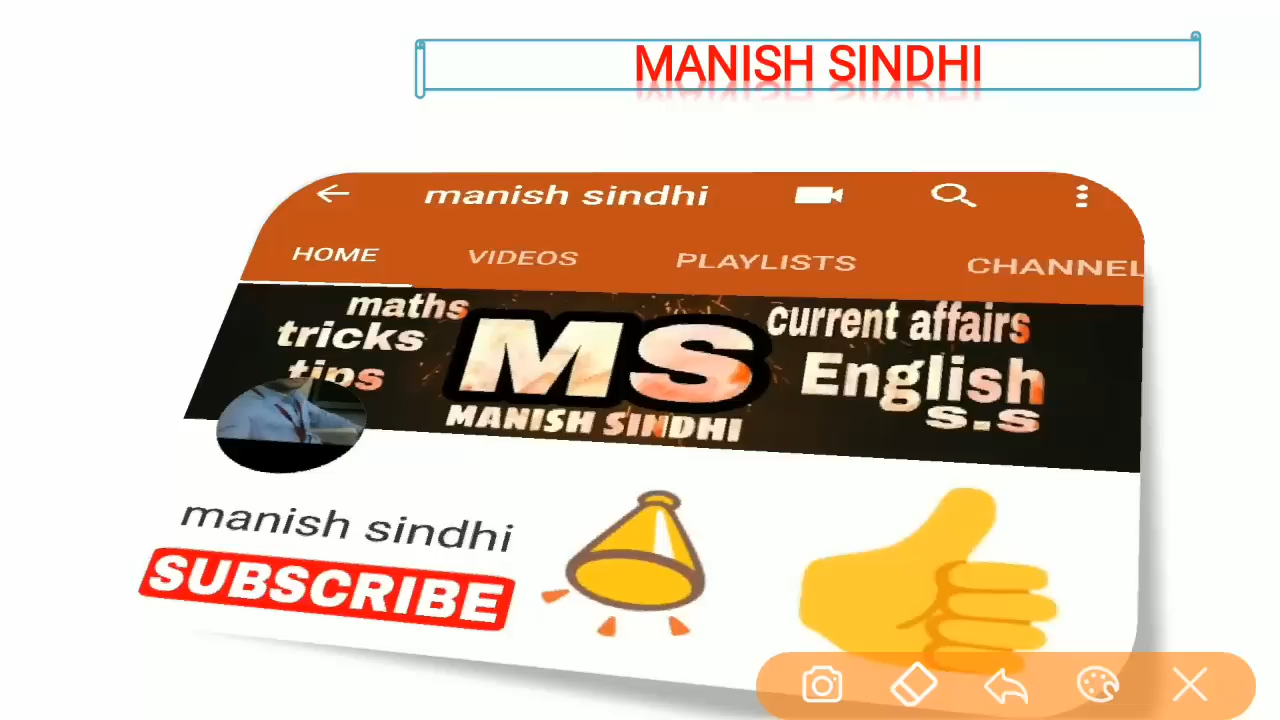 MANISH SINDHI
manish sindhi
HOME VIDEOS PLAYLISTS CHANNEL
maths
tricks
tips
MS
MANISH SINDHI
current affairs
English
s.s
manish sindhi
SUBSCRIBE